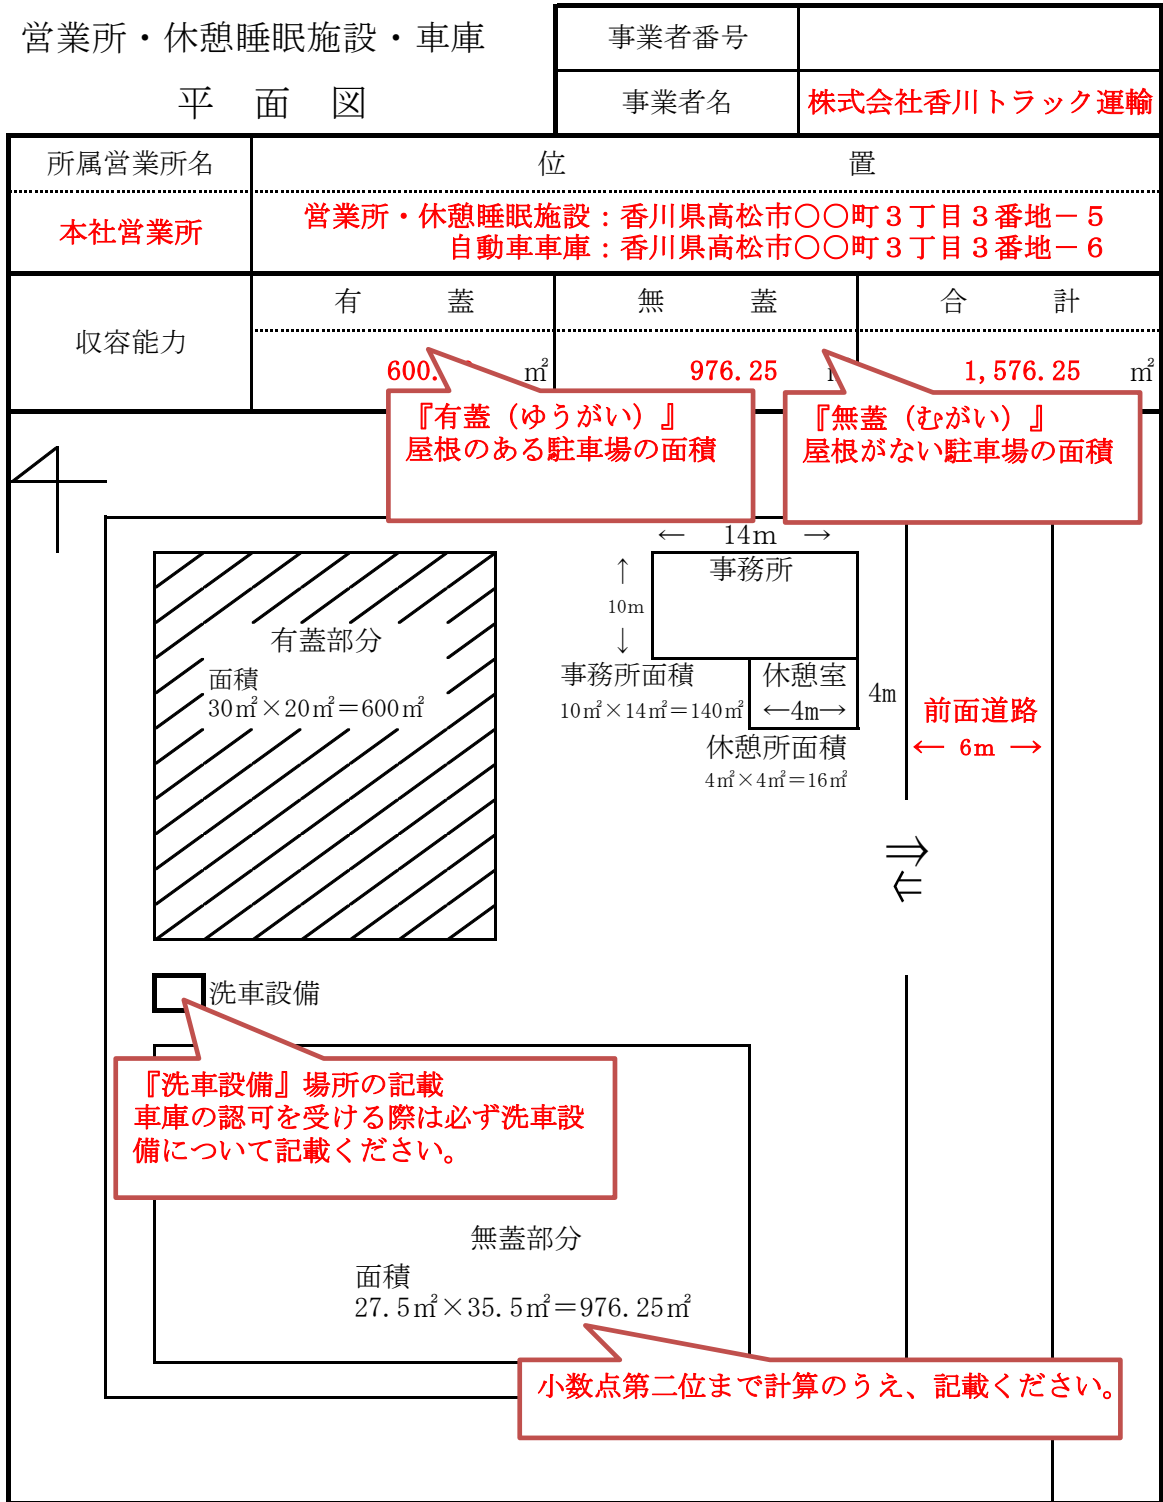 営業所・休憩睡眠施設・車庫
平　面　図
事業者番号
事業者名
株式会社香川トラック運輸
所属営業所名
位　置
本社営業所
営業所・休憩睡眠施設：香川県高松市〇〇町３丁目３番地－５
自動車車庫：香川県高松市〇〇町３丁目３番地－６
収容能力
有　蓋
無　蓋
合　計
600. ㎡
976.25
1,576.25 ㎡
『有蓋（ゆうがい）』
屋根のある駐車場の面積
『無蓋（むがい）』
屋根がない駐車場の面積
← 14m →
↑
10m
↓
事務所
有蓋部分
面積
30㎡×20㎡＝600㎡
事務所面積
10㎡×14㎡＝140㎡
休憩室
←4m→
4m
休憩所面積
4㎡×4㎡＝16㎡
前面道路
← 6m →
⇒
⇐
洗車設備
『洗車設備』場所の記載
車庫の認可を受ける際は必ず洗車設
備について記載ください。
無蓋部分
面積
27.5㎡×35.5㎡＝976.25㎡
小数点第二位まで計算のうえ、記載ください。